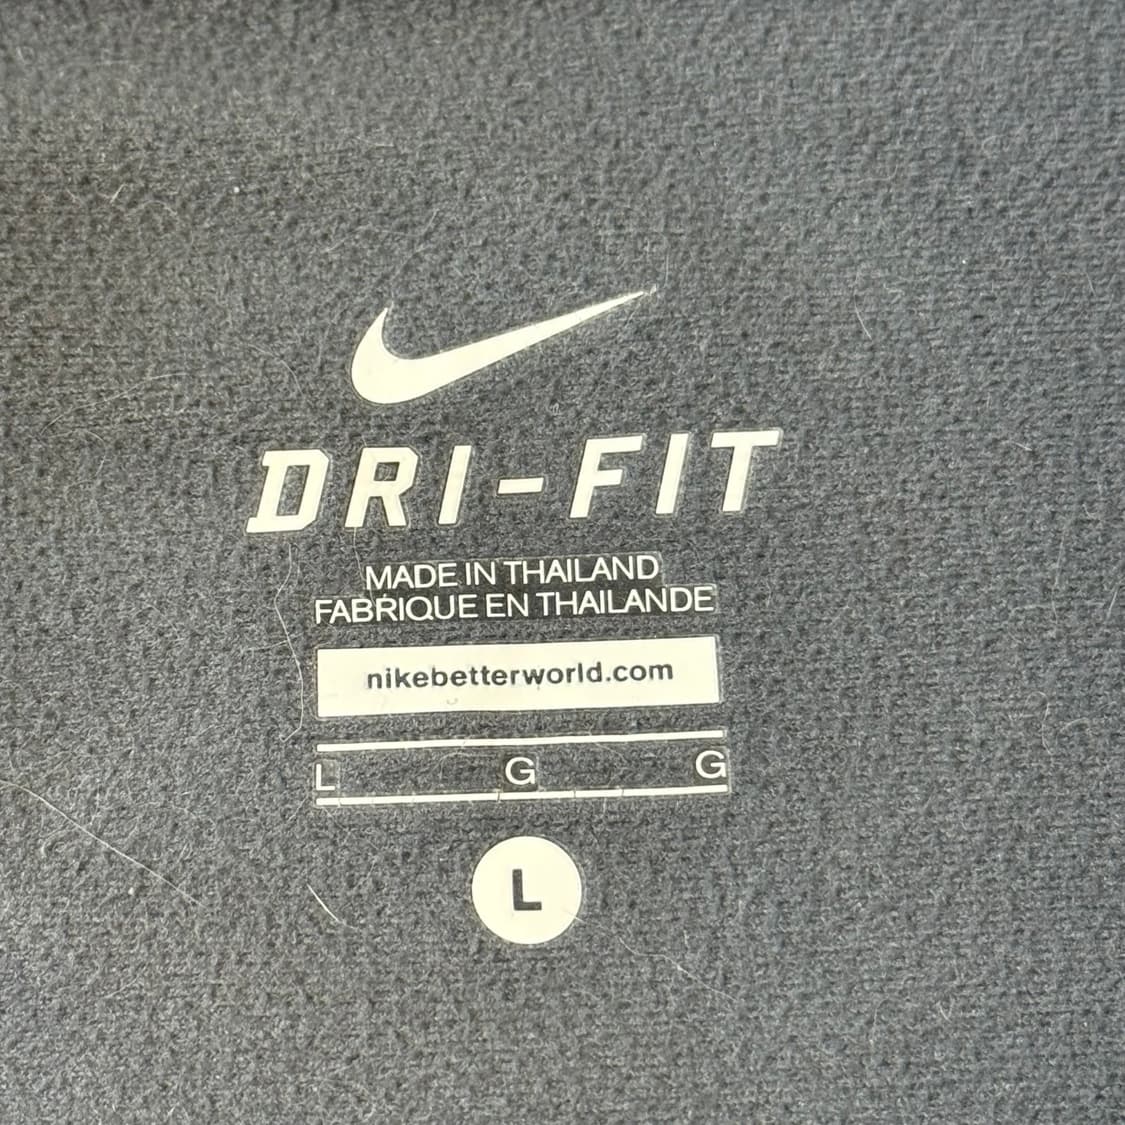 DRI-FIT
MADE IN THAILAND
FABRIQUE EN THAILANDE
nikebetterworld.com
L G G
L